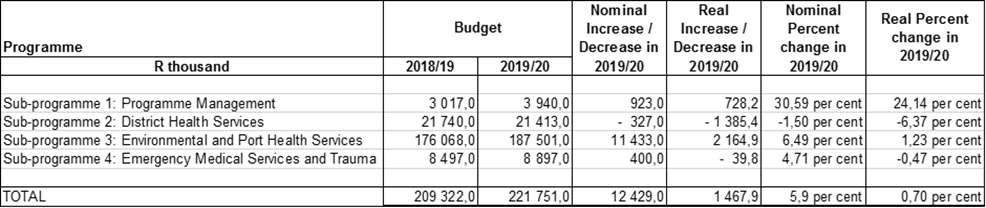 Programme Budget Nominal Increase / Decrease in 2019/20 Real Increase / Decrease in 2019/20 Nominal Percent change in 2019/20 Real Percent change in 2019/20
R thousand 2018/19 2019/20
Sub-programme 1: Programme Management 3 017,0 3 940,0 923,0 728,2 30,59 per cent 24,14 per cent
Sub-programme 2: District Health Services 21 740,0 21 413,0 - 327,0 - 1 385,4 -1,50 per cent -6,37 per cent
Sub-programme 3: Environmental and Port Health Services 176 068,0 187 501,0 11 433,0 2 164,9 6,49 per cent 1,23 per cent
Sub-programme 4: Emergency Medical Services and Trauma 8 497,0 8 897,0 400,0 - 39,8 4,71 per cent -0,47 per cent
TOTAL 209 322,0 221 751,0 12 429,0 1 467,9 5,9 per cent 0,70 per cent